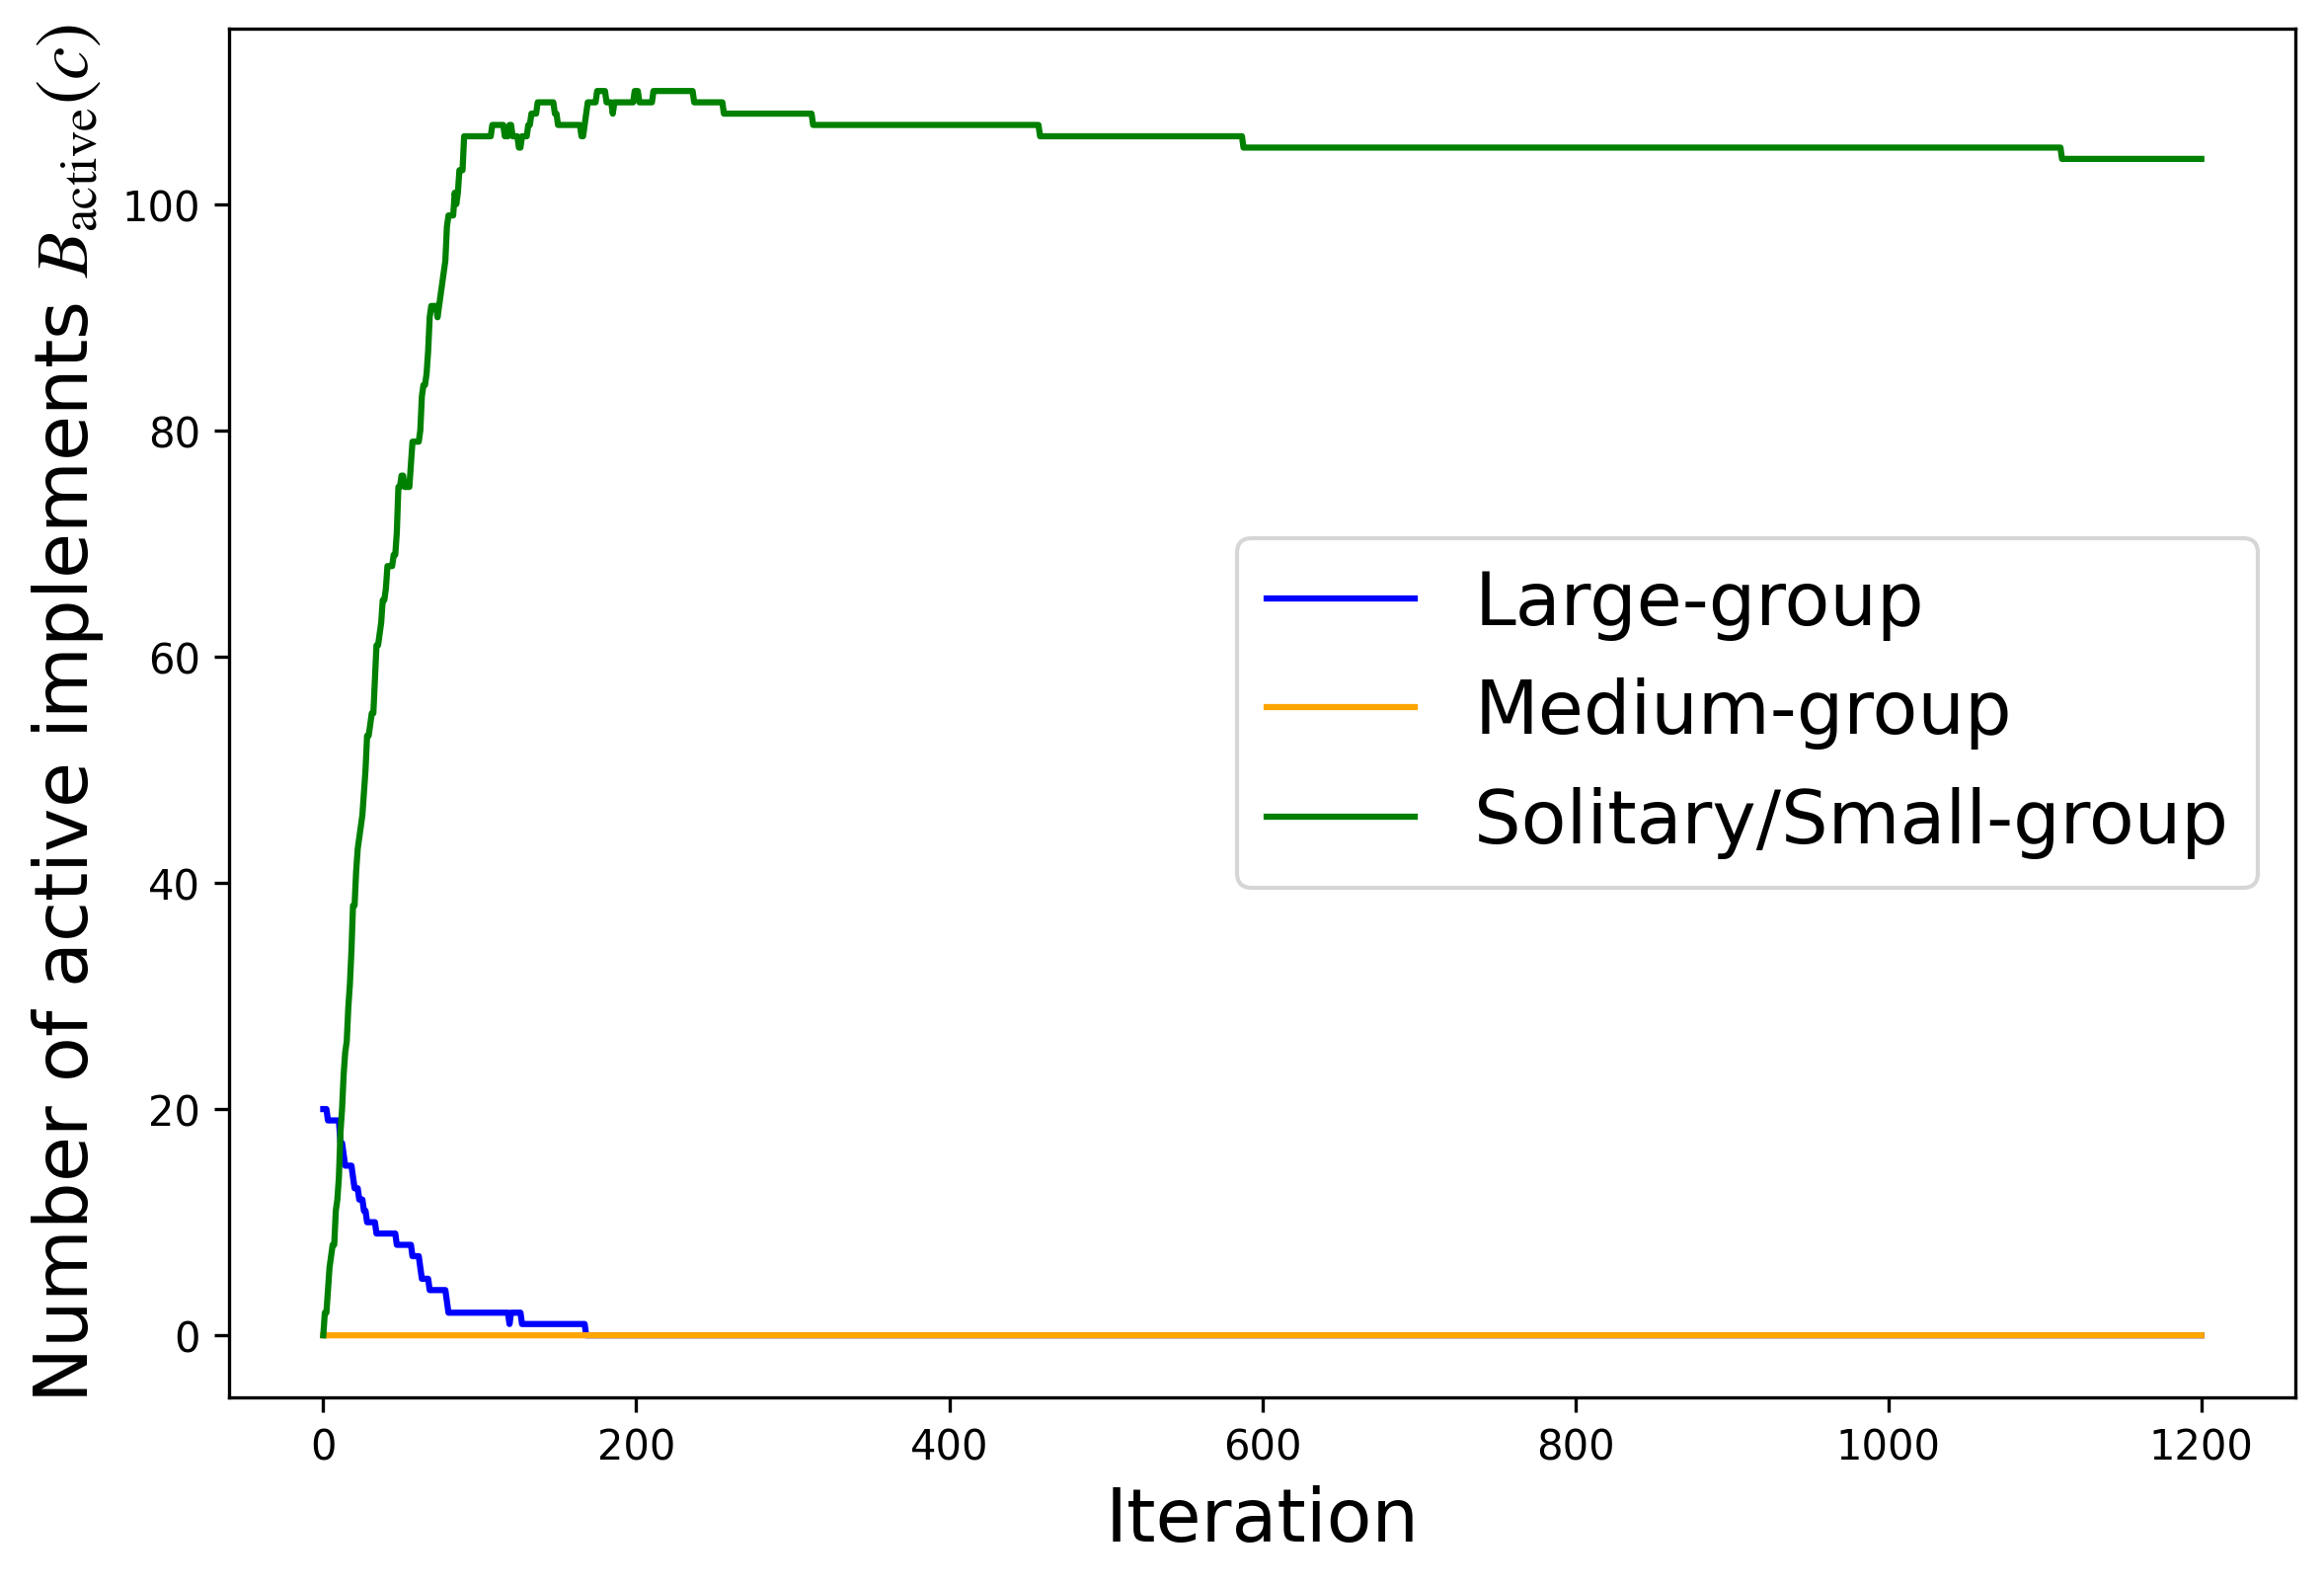 Number of active implements B_active(c)
100
80
60
40
20
0
Large-group
Medium-group
Solitary/Small-group
0 200 400 600 800 1000 1200
Iteration